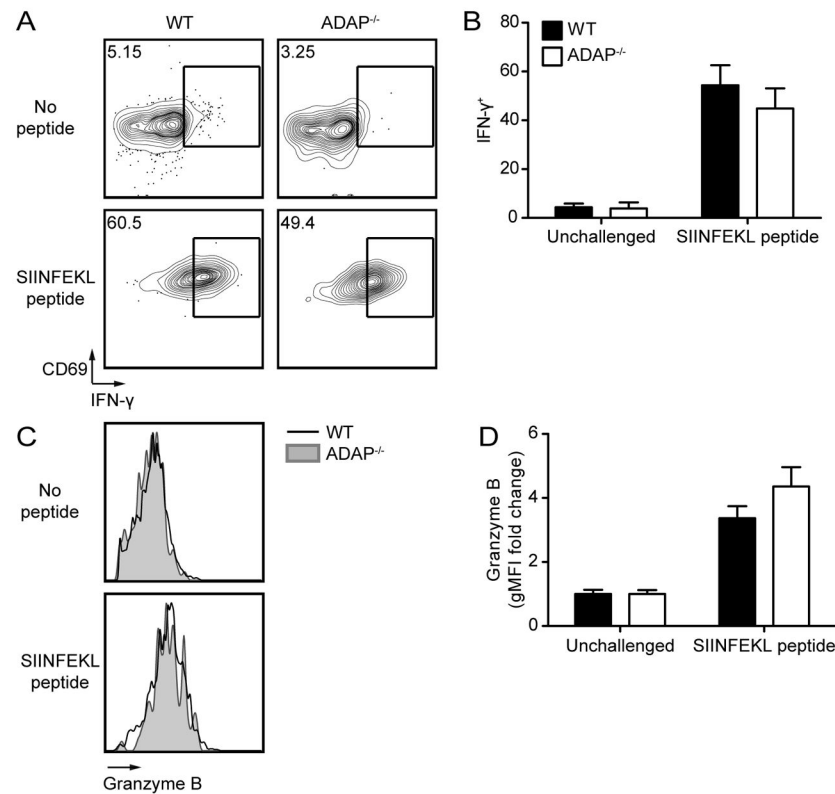 A
WT
ADAP-/-
No
peptide
5.15
3.25
SIINFEKL
peptide
60.5
49.4
CD69
IFN-γ
B
WT
ADAP-/-
IFN-γ+
80
60
40
20
0
Unchallenged
SIINFEKL peptide
C
WT
ADAP-/-
No
peptide
SIINFEKL
peptide
Granzyme B
D
Granzyme B
(gMFI fold change)
6
4
2
0
Unchallenged
SIINFEKL peptide